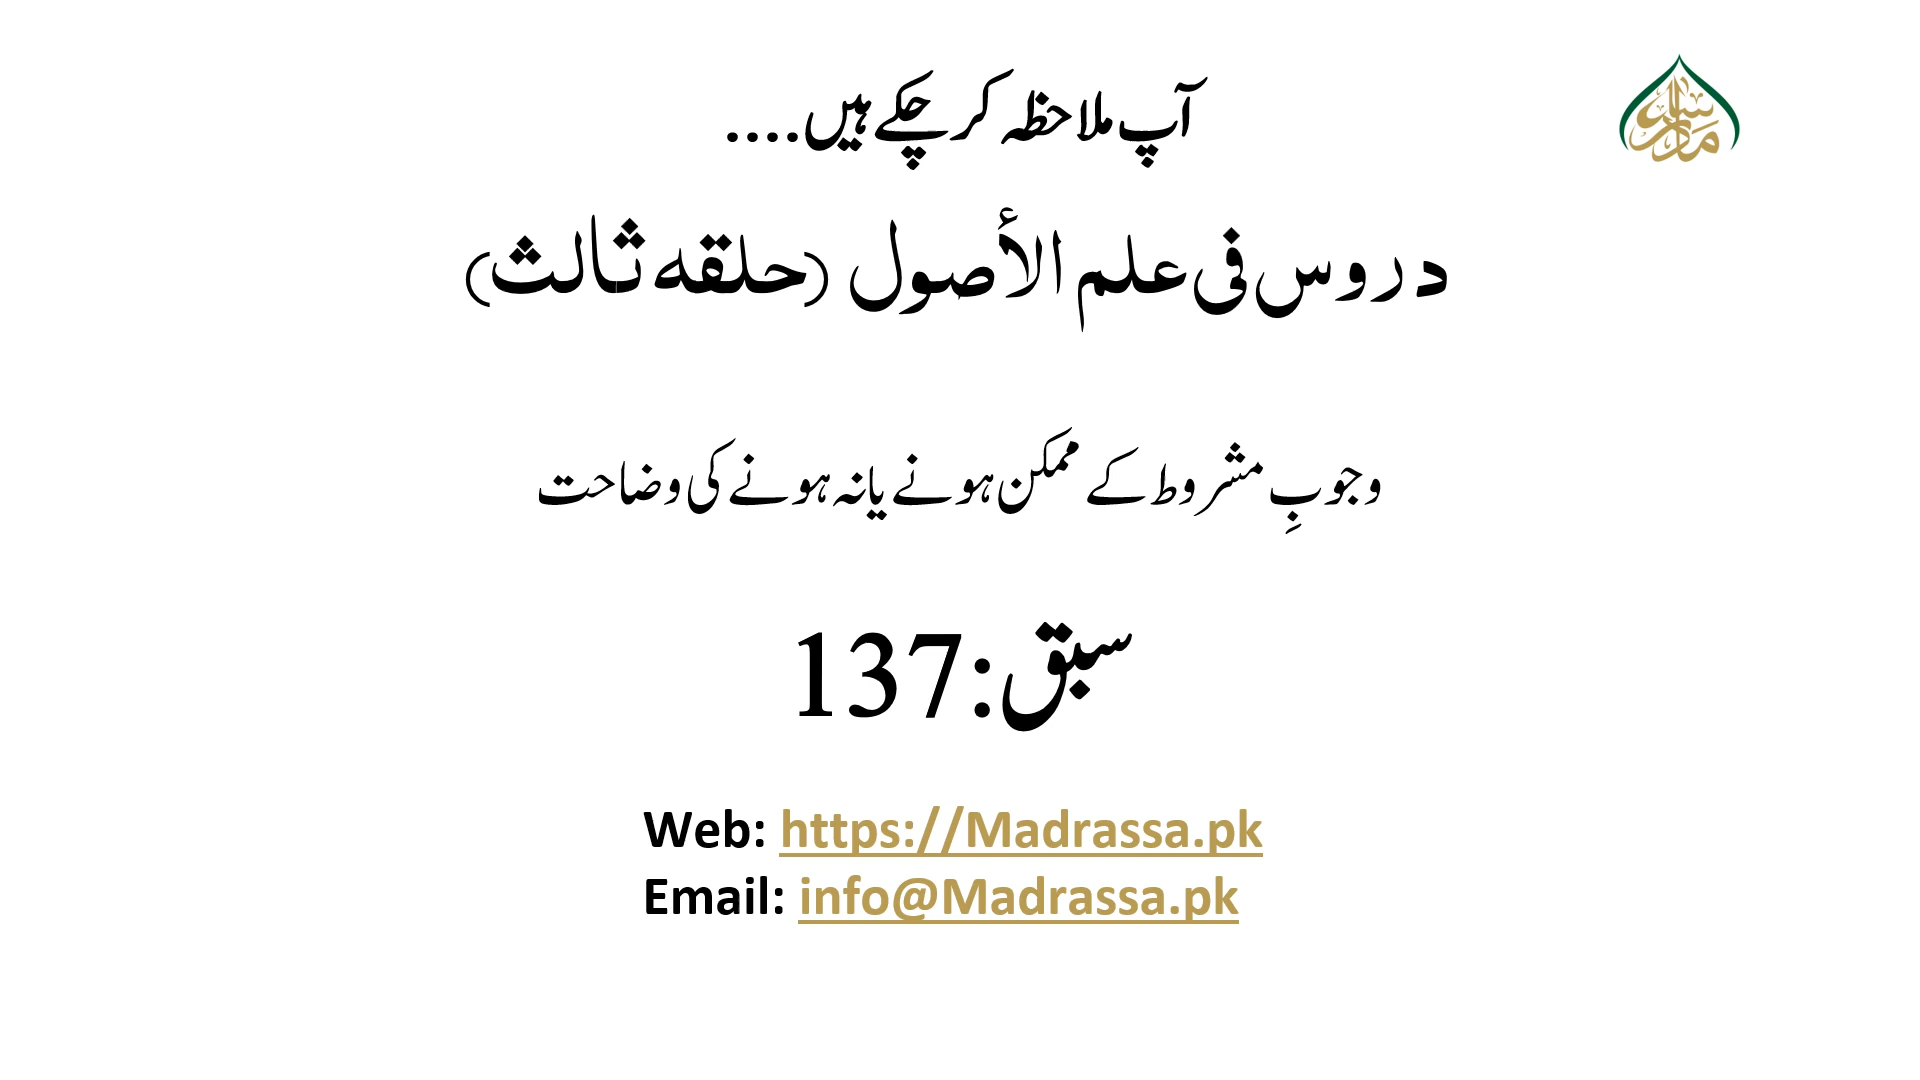 آپ ملاحظہ کر چکے ہیں....
دروس فی علم الأصول (حلقہ ثالث)
وجوبِ مشروط کے ممکن ہونے یا نہ ہونے کی وضاحت
سبق:137
Web: https://Madrassa.pk
Email: info@Madrassa.pk